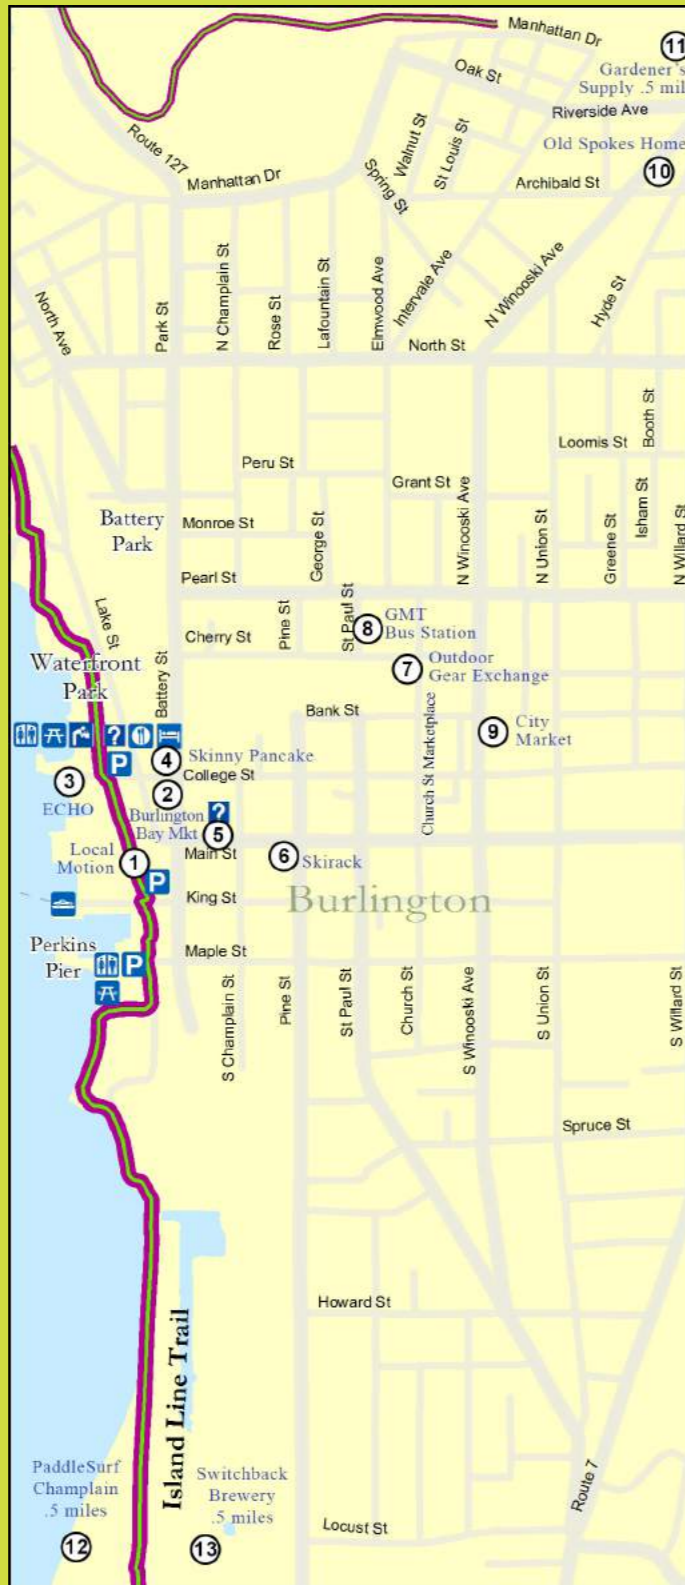 Manhattan Dr
11
Gardener's
Supply .5 mil
Oak St
Riverside Ave
Route 127
Walnut St
St Louis St
Old Spokes Home
10
Manhattan Dr
Spring St
Archibald St
North Ave
Park St
N Champlain St
Rose St
Lafountain St
Elmwood Ave
Intervale Ave
N Winooski Ave
Hyde St
North St
Loomis St
Booth St
Peru St
Grant St
Battery
Park
Monroe St
George St
N Winooski Ave
N Union St
Greene St
Isham St
N Willard St
Pearl St
Lake St
Cherry St
Pine St
St Paul St
8
GMT
Bus Station
7
Outdoor
Gear Exchange
Waterfront
Park
Battery St
Bank St
Church St Marketplace
9
City
Market
?
4
Skinny Pancake
P
College St
3
ECHO
2
Burlington
Bay Mkt
?
5
Local
Motion
1
Main St
6
Skirack
P
King St
Burlington
Perkins
Pier
P
Maple St
S Champlain St
Pine St
St Paul St
Church St
S Winooski Ave
S Union St
S Willard St
Spruce St
Howard St
Island Line Trail
PaddleSurf
Champlain
.5 miles
12
Switchback
Brewery
.5 miles
13
Locust St
Route 7